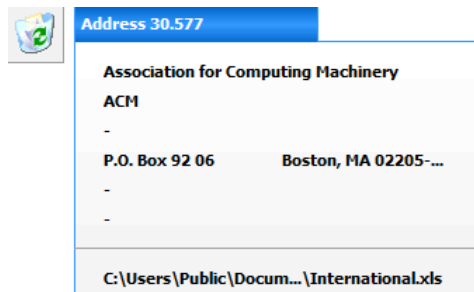 Address 30.577
Association for Computing Machinery
ACM
-
P.O. Box 92 06 Boston, MA 02205-...
-
-
C:\Users\Public\Docum...\International.xls